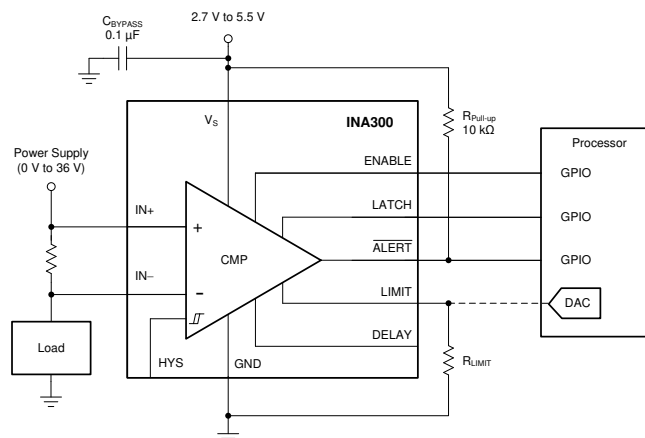 2.7 V to 5.5 V
CBYPASS
0.1 µF
RPull-up
10 kΩ
VS
INA300
Processor
Power Supply
(0 V to 36 V)
ENABLE
GPIO
IN+
LATCH
GPIO
+
CMP
ALERT
GPIO
IN−
−
LIMIT
DAC
Load
DELAY
HYS
GND
RLIMIT